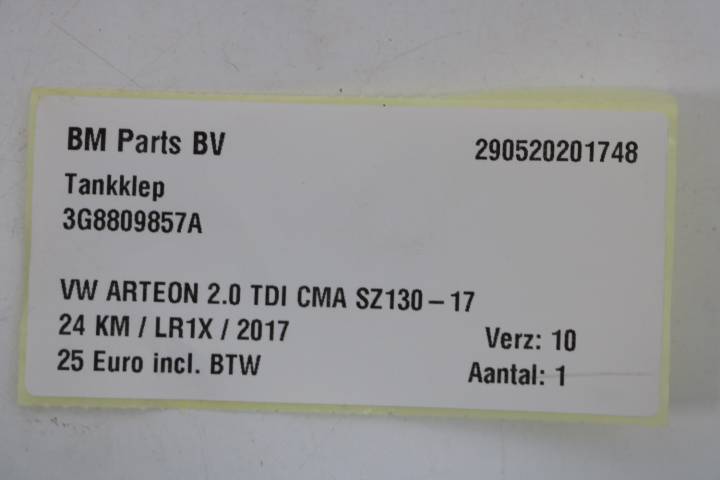 BM Parts BV 290520201748
Tankklep
3G8809857A
VW ARTEON 2.0 TDI CMA SZ130 – 17
24 KM / LR1X / 2017 Verz: 10
25 Euro incl. BTW Aantal: 1